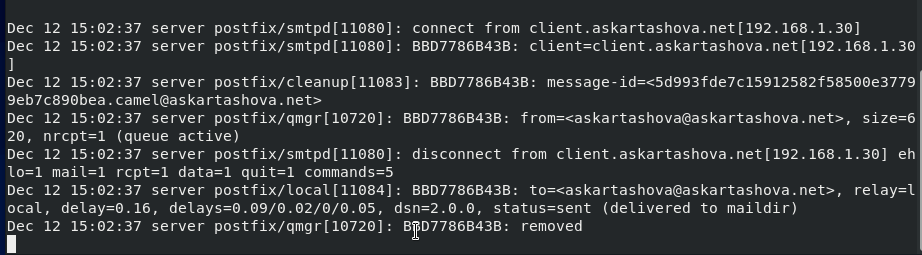 Dec 12 15:02:37 server postfix/smtpd[11080]: connect from client.askartashova.net[192.168.1.30]
Dec 12 15:02:37 server postfix/smtpd[11080]: BBD7786B43B: client=client.askartashova.net[192.168.1.30
]
Dec 12 15:02:37 server postfix/cleanup[11083]: BBD7786B43B: message-id=<5d993fde7c15912582f58500e3779
9eb7c890bea.camel@askartashova.net>
Dec 12 15:02:37 server postfix/qmgr[10720]: BBD7786B43B: from=<askartashova@askartashova.net>, size=6
20, nrcpt=1 (queue active)
Dec 12 15:02:37 server postfix/smtpd[11080]: disconnect from client.askartashova.net[192.168.1.30] eh
lo=1 mail=1 rcpt=1 data=1 quit=1 commands=5
Dec 12 15:02:37 server postfix/local[11084]: BBD7786B43B: to=<askartashova@askartashova.net>, relay=l
ocal, delay=0.16, delays=0.09/0.02/0/0.05, dsn=2.0.0, status=sent (delivered to maildir)
Dec 12 15:02:37 server postfix/qmgr[10720]: BBD7786B43B: removed